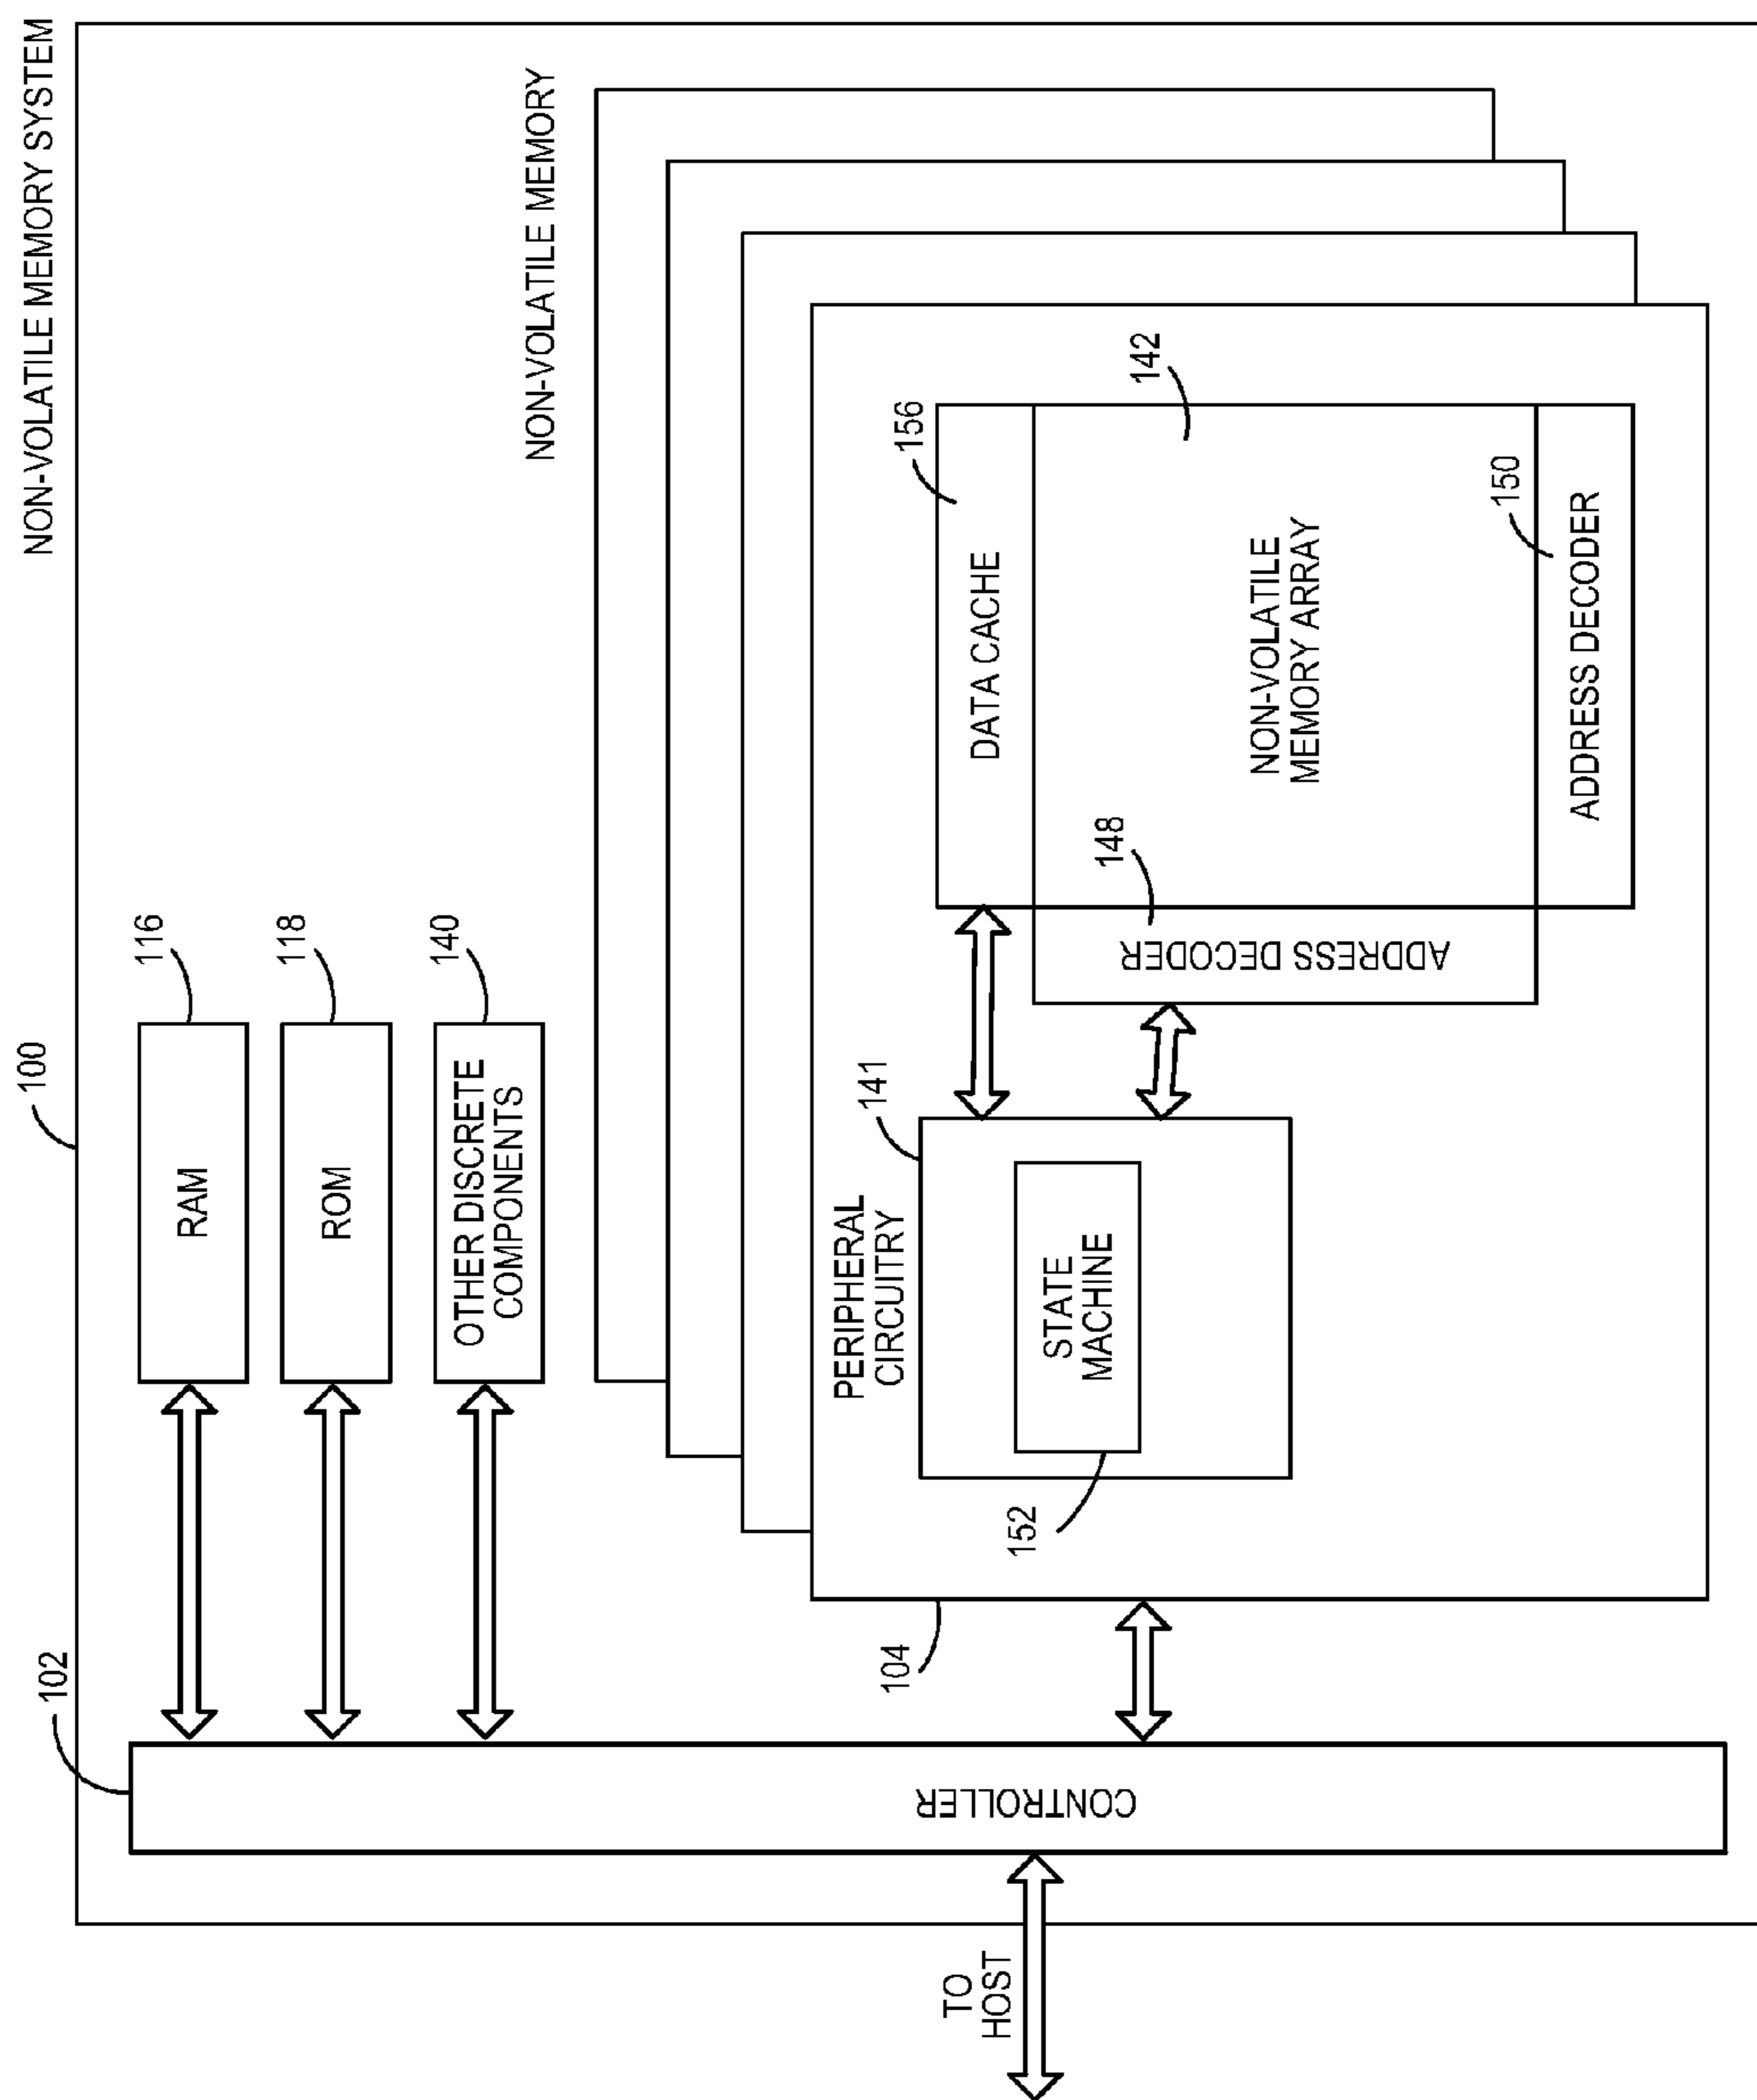 NON-VOLATILE MEMORY SYSTEM
100
102
116
RAM
118
ROM
140
OTHER DISCRETE
COMPONENTS
NON-VOLATILE MEMORY
CONTROLLER
TO
HOST
104
PERIPHERAL
CIRCUITRY
141
STATE
MACHINE
152
156
DATA CACHE
142
NON-VOLATILE
MEMORY ARRAY
148
ADDRESS DECODER
150
ADDRESS DECODER